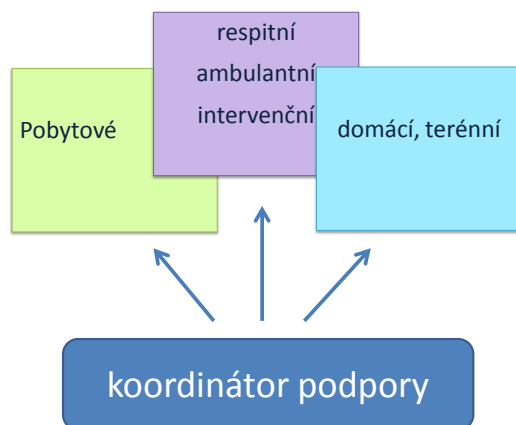 Pobytové
respitní
ambulantní
intervenční
domácí, terénní
koordinátor podpory